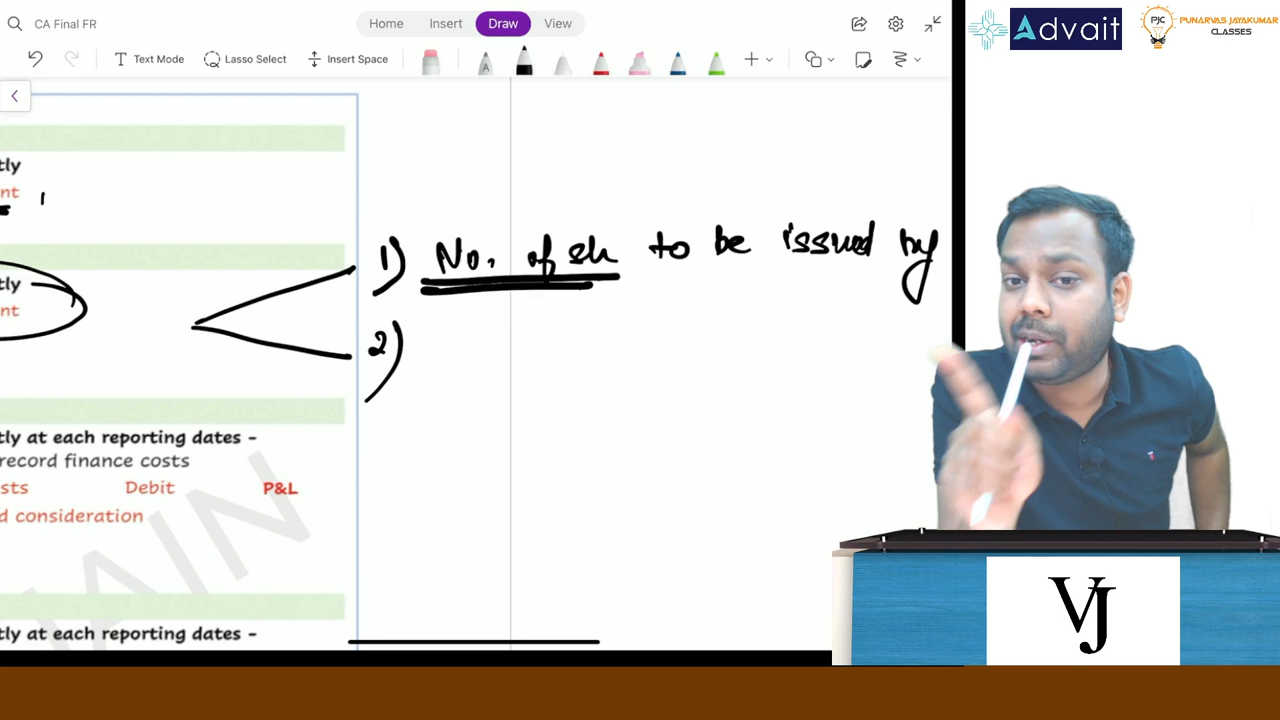 CA Final FR
Home Insert Draw View
Text Mode Lasso Select Insert Space
A
Advait
PJC PUNARVAS JAYAKUMAR
CLASSES
tly
nt
1) No. of sh to be issued by
tly
nt
2)
tly at each reporting dates –
record finance costs
sts Debit P&L
d consideration
JAIN
tly at each reporting dates –
VJ